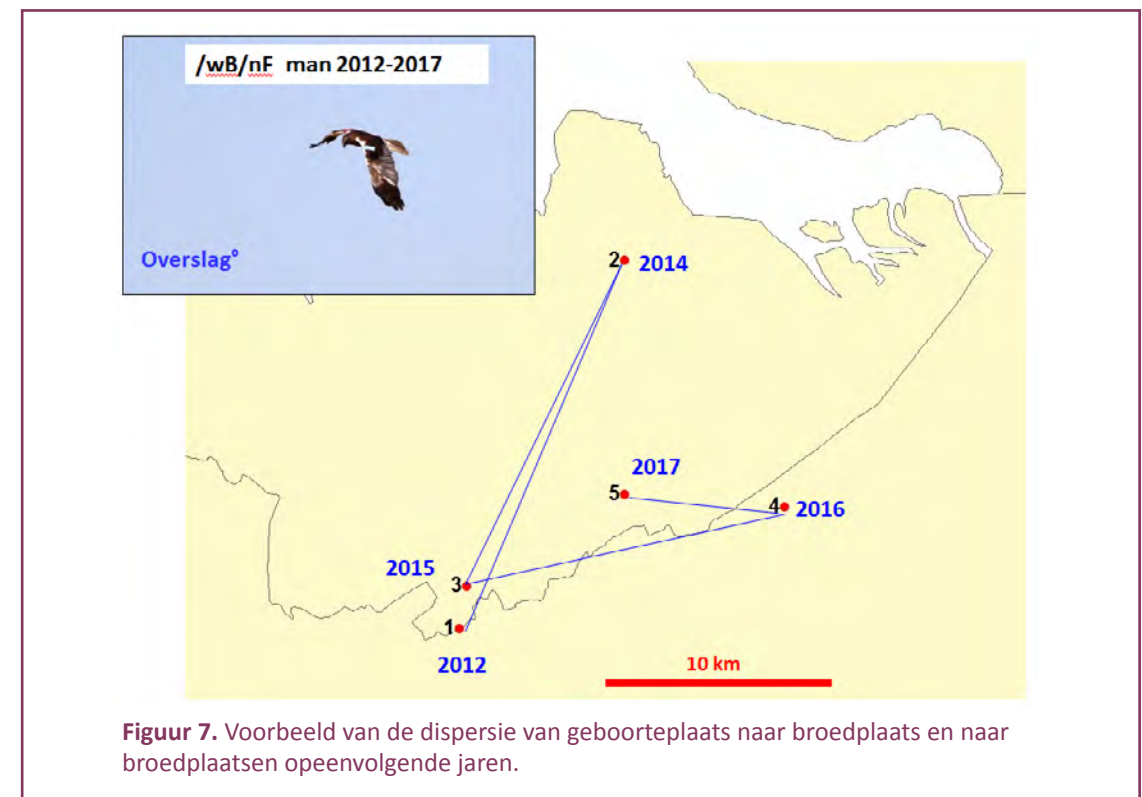 /wB/nF man 2012-2017
Overslag°
2 2014
2017
5
4 2016
2015
3
1
2012
10 km
Figuur 7. Voorbeeld van de dispersie van geboorteplaats naar broedplaats en naar
broedplaatsen opeenvolgende jaren.